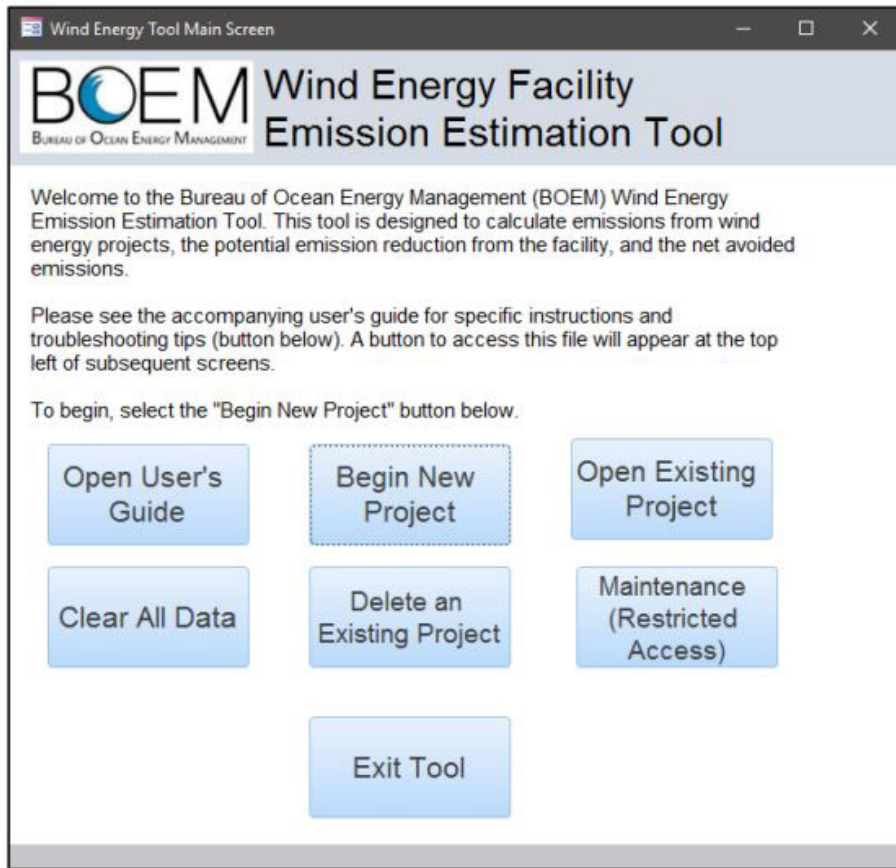 Wind Energy Tool Main Screen
BOEM
BUREAU OF OCEAN ENERGY MANAGEMENT
Wind Energy Facility
Emission Estimation Tool
Welcome to the Bureau of Ocean Energy Management (BOEM) Wind Energy
Emission Estimation Tool. This tool is designed to calculate emissions from wind
energy projects, the potential emission reduction from the facility, and the net avoided
emissions.
Please see the accompanying user's guide for specific instructions and
troubleshooting tips (button below). A button to access this file will appear at the top
left of subsequent screens.
To begin, select the "Begin New Project" button below.
Open User's
Guide
Begin New
Project
Open Existing
Project
Clear All Data
Delete an
Existing Project
Maintenance
(Restricted
Access)
Exit Tool